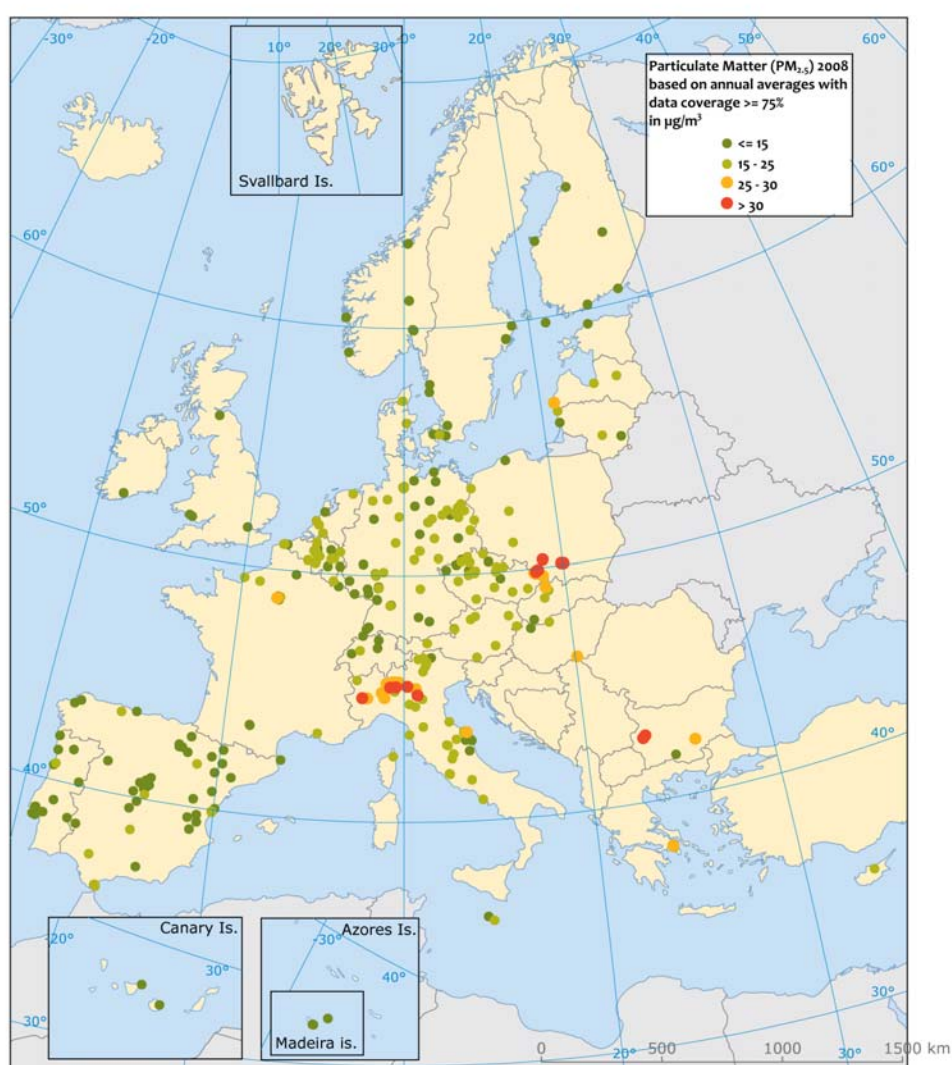 -30°
-20°
-10°
0°
10°
20°
30°
40°
50°
60°
10°
20°
30°
Svallbard Is.
Particulate Matter (PM2.5) 2008
based on annual averages with
data coverage >= 75%
in µg/m³
<= 15
15 - 25
25 - 30
> 30
60°
60°
50°
50°
40°
40°
Canary Is.
-20°
30°
Azores Is.
-30°
40°
Madeira is.
30°
30°
0
500
1000
1500 km
20°
30°